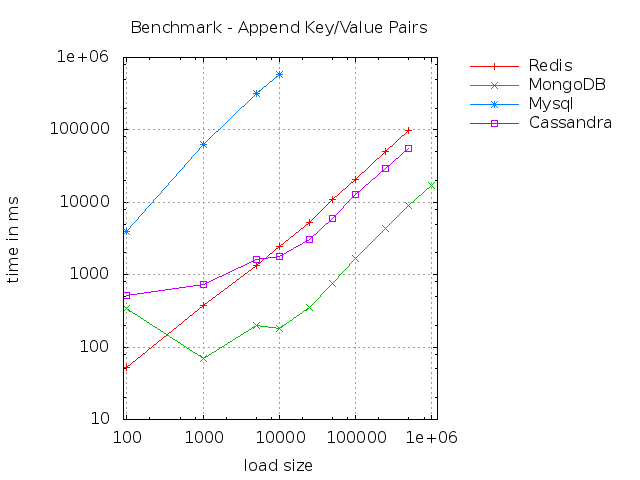 Benchmark - Append Key/Value Pairs
1e+06
100000
10000
1000
100
10
time in ms
100 1000 10000 100000 1e+06
load size
Redis
MongoDB
Mysql
Cassandra